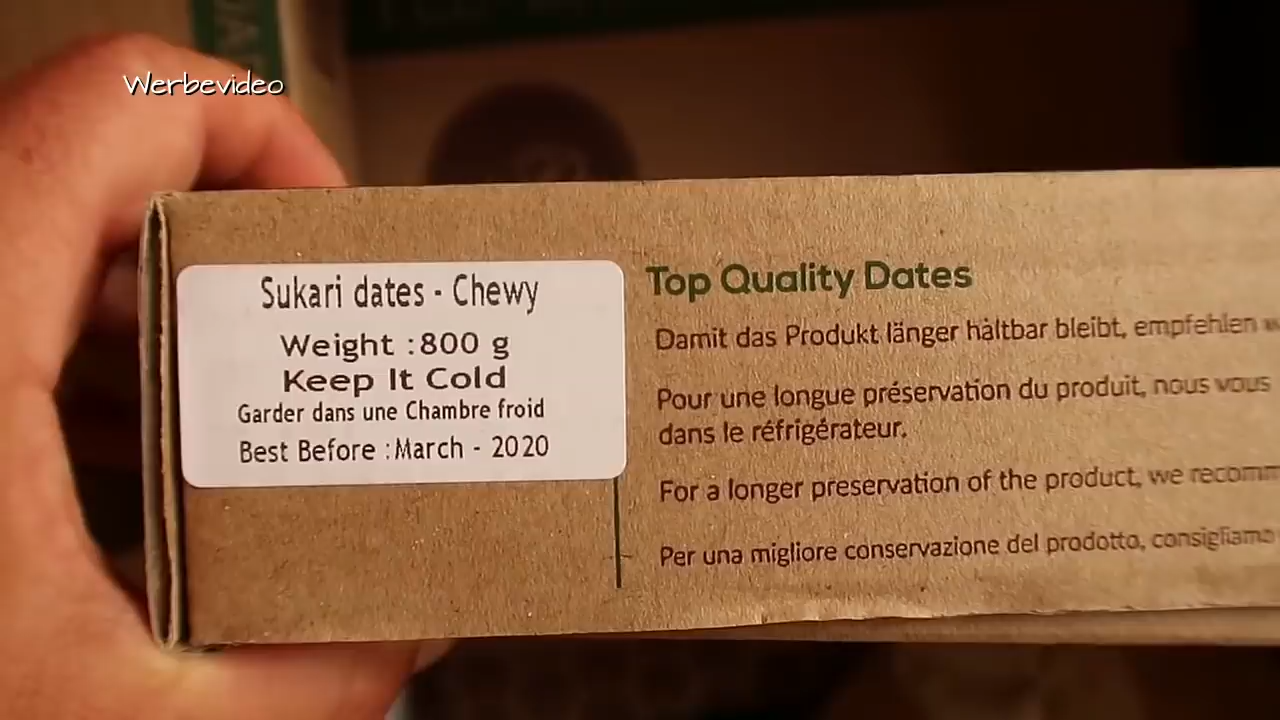 Werbevideo
Sukari dates - Chewy
Weight :800 g
Keep It Cold
Garder dans une Chambre froid
Best Before :March - 2020
Top Quality Dates
Damit das Produkt länger haltbar bleibt, empfehlen
Pour une longue préservation du produit, nous vous
dans le réfrigérateur.
For a longer preservation of the product, we recomm
Per una migliore conservazione del prodotto, consigliamo